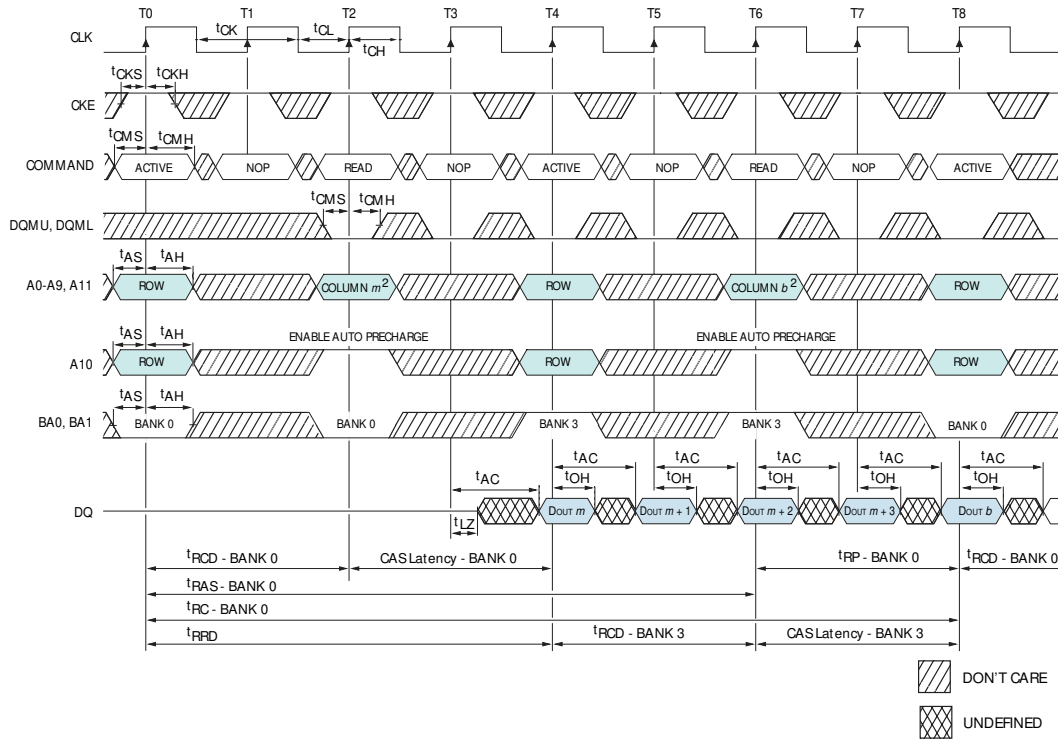 T0 T1 T2 T3 T4 T5 T6 T7 T8
CLK tCK tCL tCH
tCKS tCKH
CKE
tCMS tCMH
COMMAND ACTIVE NOP READ NOP ACTIVE NOP READ NOP ACTIVE
tCMS tCMH
DQMU, DQML
tAS tAH
A0-A9, A11 ROW COLUMN m2 ROW COLUMN b2 ROW
tAS tAH ENABLE AUTO PRECHARGE ENABLE AUTO PRECHARGE
A10 ROW ROW ROW
tAS tAH
BA0, BA1 BANK 0 BANK 0 BANK 3 BANK 3 BANK 0
tAC tAC tAC tAC tAC tAC
tOH tOH tOH tOH tOH
DQ DOUT m DOUT m + 1 DOUT m + 2 DOUT m + 3 DOUT b
tLZ
tRCD - BANK 0 CAS Latency - BANK 0 tRP - BANK 0 tRCD - BANK 0
tRAS - BANK 0
tRC - BANK 0
tRRD tRCD - BANK 3 CAS Latency - BANK 3
DON'T CARE
UNDEFINED